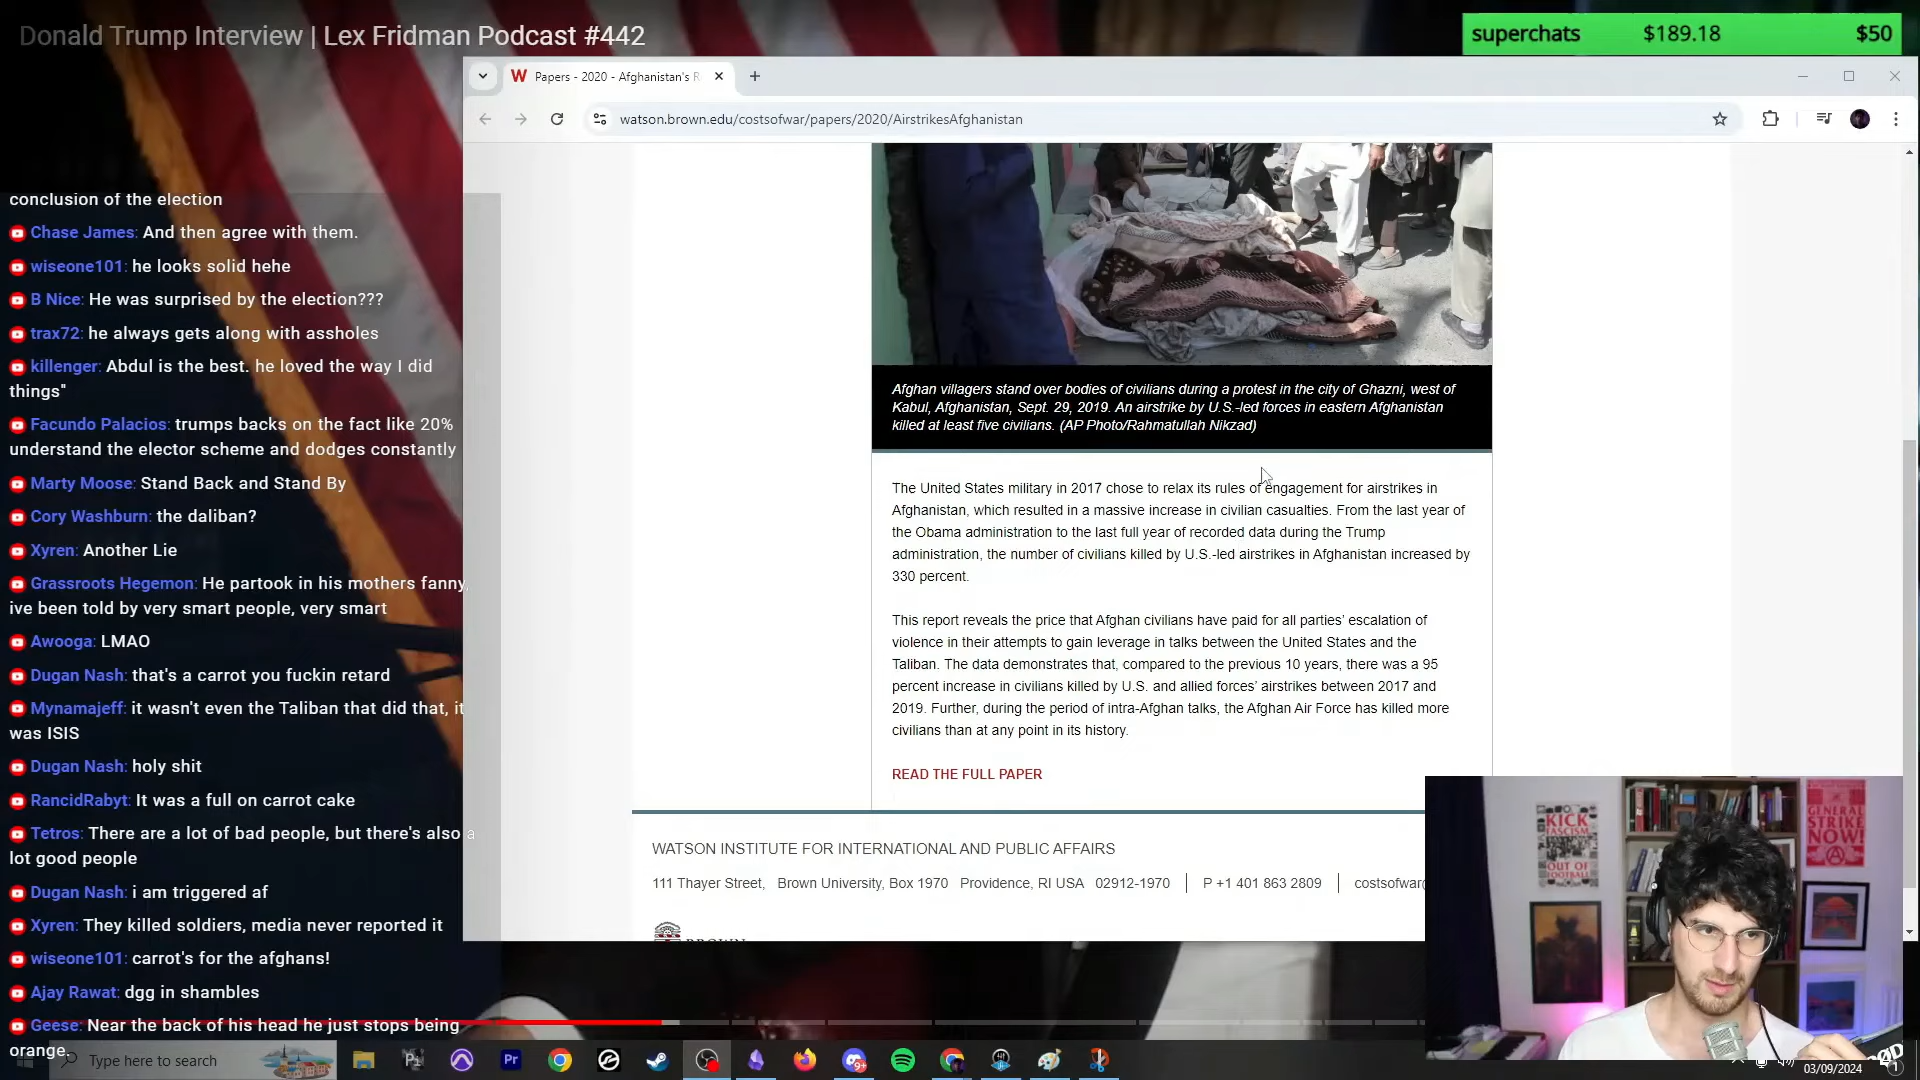 Donald Trump Interview | Lex Fridman Podcast #442
superchats $189.18 $50
Papers - 2020 - Afghanistan's R
watson.brown.edu/costsofwar/papers/2020/AirstrikesAfghanistan
conclusion of the election
Chase James: And then agree with them.
wiseone101: he looks solid hehe
B Nice: He was surprised by the election???
trax72: he always gets along with assholes
killenger: Abdul is the best. he loved the way I did
things"
Facundo Palacios: trumps backs on the fact like 20%
understand the elector scheme and dodges constantly
Marty Moose: Stand Back and Stand By
Cory Washburn: the daliban?
Xyren: Another Lie
Grassroots Hegemon: He partook in his mothers fanny,
ive been told by very smart people, very smart
Awooga: LMAO
Dugan Nash: that's a carrot you fuckin retard
Mynamajeff: it wasn't even the Taliban that did that, it
was ISIS
Dugan Nash: holy shit
RancidRabyt: It was a full on carrot cake
Tetros: There are a lot of bad people, but there's also a
lot good people
Dugan Nash: i am triggered af
Xyren: They killed soldiers, media never reported it
wiseone101: carrot's for the afghans!
Ajay Rawat: dgg in shambles
Geese: Near the back of his head he just stops being
orange.
Afghan villagers stand over bodies of civilians during a protest in the city of Ghazni, west of
Kabul, Afghanistan, Sept. 29, 2019. An airstrike by U.S.-led forces in eastern Afghanistan
killed at least five civilians. (AP Photo/Rahmatullah Nikzad)
The United States military in 2017 chose to relax its rules of engagement for airstrikes in
Afghanistan, which resulted in a massive increase in civilian casualties. From the last year of
the Obama administration to the last full year of recorded data during the Trump
administration, the number of civilians killed by U.S.-led airstrikes in Afghanistan increased by
330 percent.
This report reveals the price that Afghan civilians have paid for all parties' escalation of
violence in their attempts to gain leverage in talks between the United States and the
Taliban. The data demonstrates that, compared to the previous 10 years, there was a 95
percent increase in civilians killed by U.S. and allied forces' airstrikes between 2017 and
2019. Further, during the period of intra-Afghan talks, the Afghan Air Force has killed more
civilians than at any point in its history.
READ THE FULL PAPER
WATSON INSTITUTE FOR INTERNATIONAL AND PUBLIC AFFAIRS
111 Thayer Street, Brown University, Box 1970 Providence, RI USA 02912-1970 P +1 401 863 2809 costsofwar
KICK
FASCISM
OUT OF
FOOTBALL
GENERAL
STRIKE
NOW!
Type here to search
Pr
03/09/2024